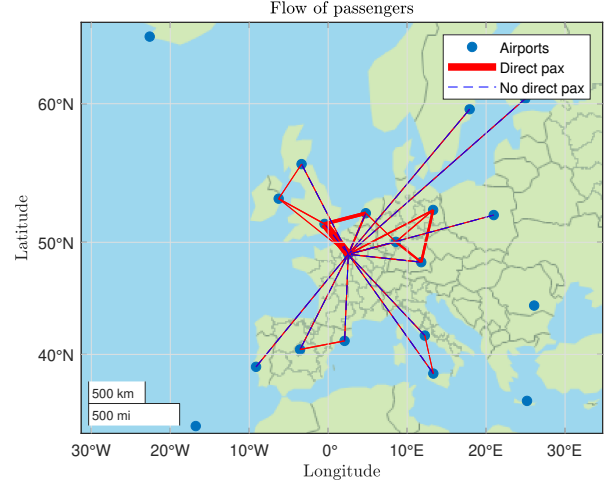 Flow of passengers
Airports
Direct pax
No direct pax
60°N
50°N
40°N
Latitude
500 km
500 mi
30°W
20°W
10°W
0°
10°E
20°E
30°E
Longitude